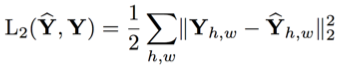 L₂(Ŷ, Y) = 1/2 ∑_{h,w} ‖Y_{h,w} − Ŷ_{h,w}‖₂²